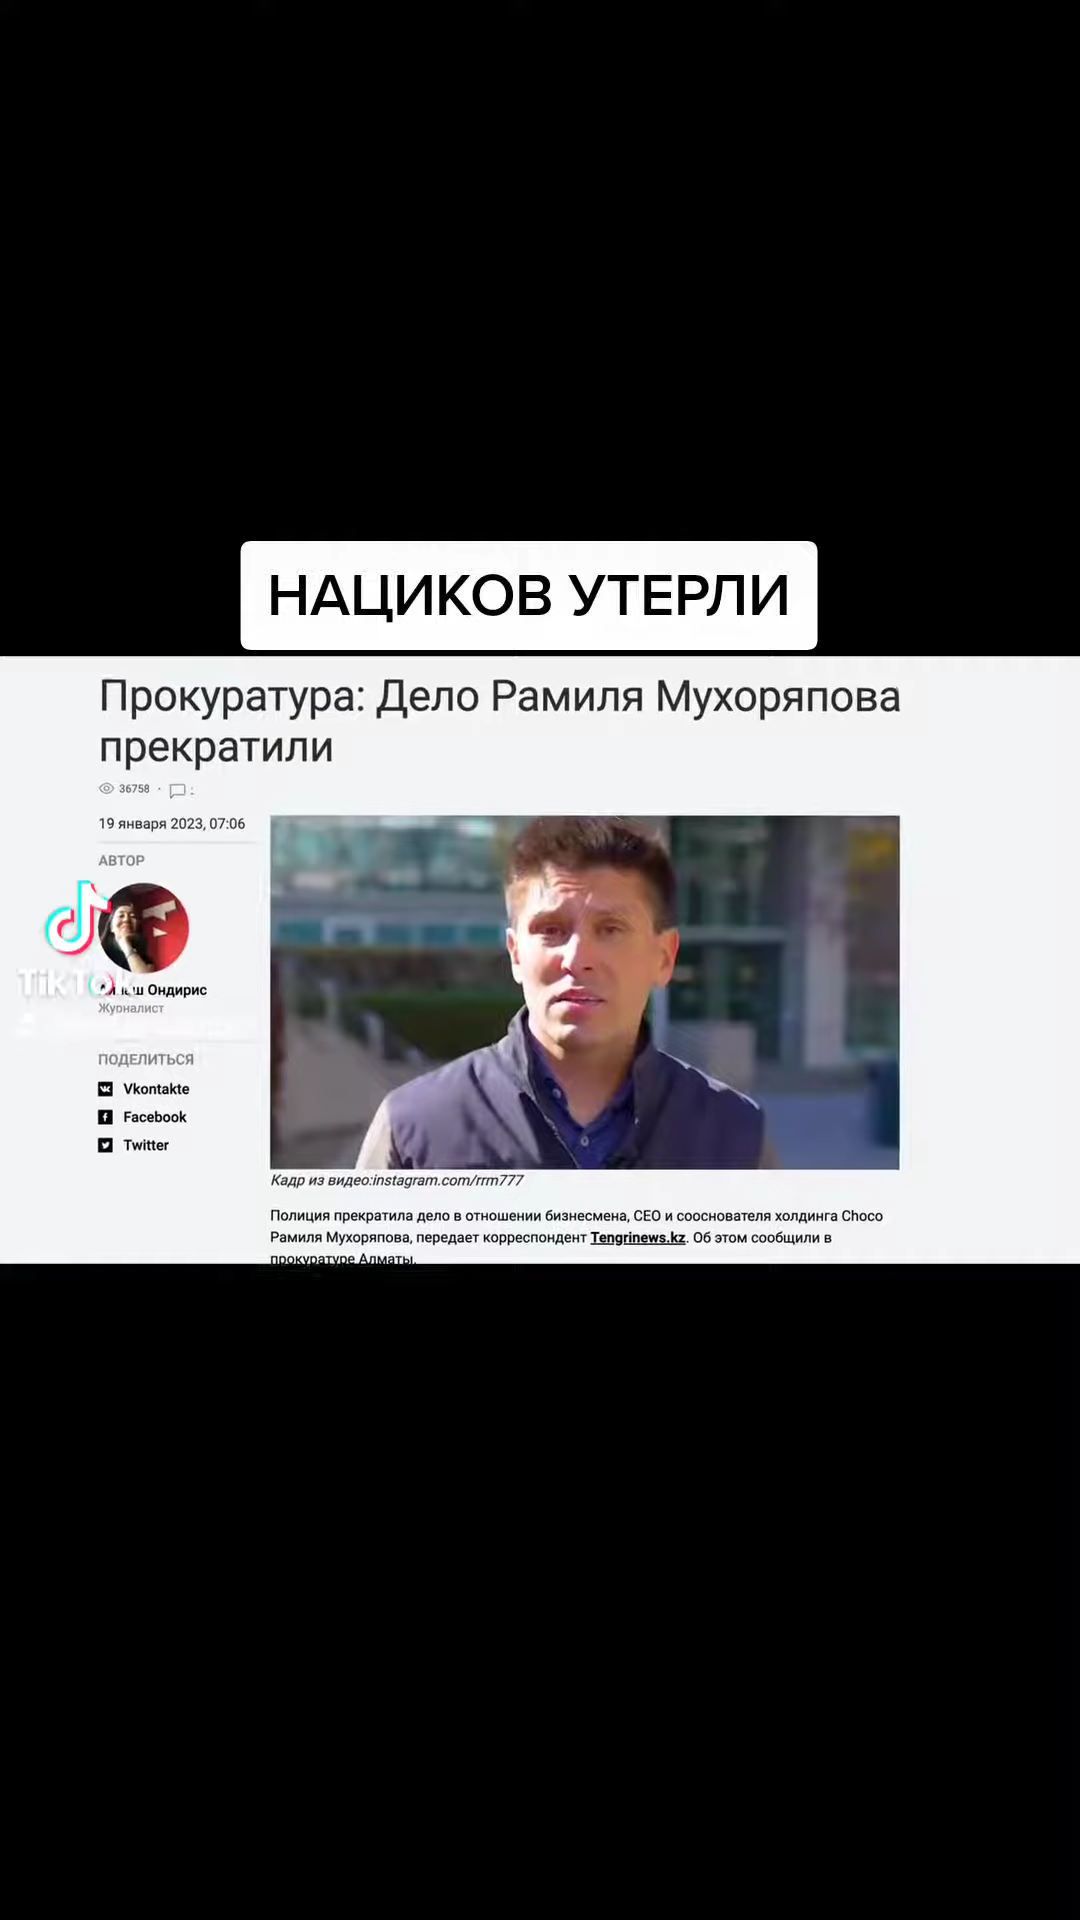 НАЦИКОВ УТЕРЛИ
Прокуратура: Дело Рамиля Мухоряпова
прекратили
36758
19 января 2023, 07:06
АВТОР
TikTok
Ондирис
Журналист
ПОДЕЛИТЬСЯ
Vkontakte
Facebook
Twitter
Кадр из видео:instagram.com/rrm777
Полиция прекратила дело в отношении бизнесмена, CEO и сооснователя холдинга Choco
Рамиля Мухоряпова, передает корреспондент Tengrinews.kz. Об этом сообщили в
прокуратуре Алматы.